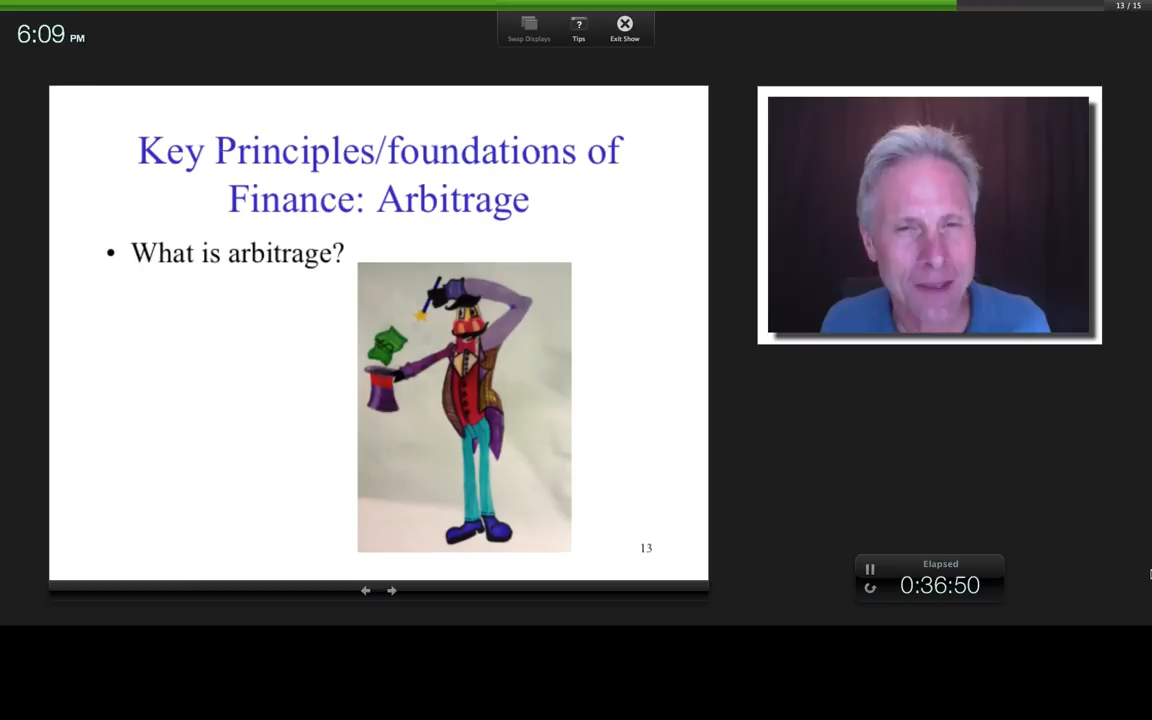 13 / 15
6:09 PM
Swap Displays
? Tips
Exit Show
Key Principles/foundations of
Finance: Arbitrage
• What is arbitrage?
13
Elapsed
0:36:50